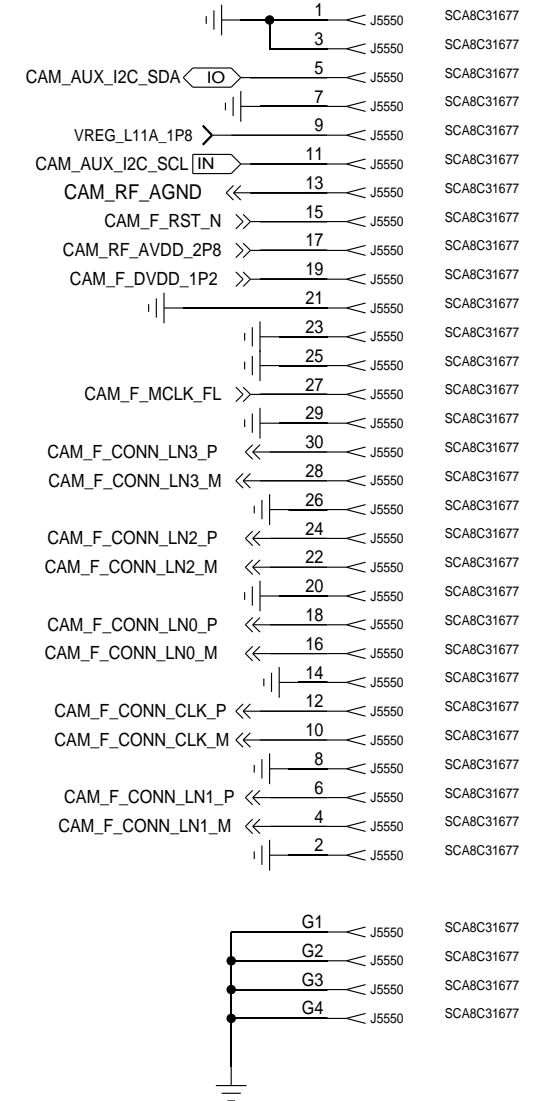 1 J5550 SCA8C31677
3 J5550 SCA8C31677
CAM_AUX_I2C_SDA IO 5 J5550 SCA8C31677
7 J5550 SCA8C31677
VREG_L11A_1P8 9 J5550 SCA8C31677
CAM_AUX_I2C_SCL IN 11 J5550 SCA8C31677
CAM_RF_AGND 13 J5550 SCA8C31677
CAM_F_RST_N 15 J5550 SCA8C31677
CAM_RF_AVDD_2P8 17 J5550 SCA8C31677
CAM_F_DVDD_1P2 19 J5550 SCA8C31677
21 J5550 SCA8C31677
23 J5550 SCA8C31677
25 J5550 SCA8C31677
CAM_F_MCLK_FL 27 J5550 SCA8C31677
29 J5550 SCA8C31677
CAM_F_CONN_LN3_P 30 J5550 SCA8C31677
CAM_F_CONN_LN3_M 28 J5550 SCA8C31677
26 J5550 SCA8C31677
CAM_F_CONN_LN2_P 24 J5550 SCA8C31677
CAM_F_CONN_LN2_M 22 J5550 SCA8C31677
20 J5550 SCA8C31677
CAM_F_CONN_LN0_P 18 J5550 SCA8C31677
CAM_F_CONN_LN0_M 16 J5550 SCA8C31677
14 J5550 SCA8C31677
CAM_F_CONN_CLK_P 12 J5550 SCA8C31677
CAM_F_CONN_CLK_M 10 J5550 SCA8C31677
8 J5550 SCA8C31677
CAM_F_CONN_LN1_P 6 J5550 SCA8C31677
CAM_F_CONN_LN1_M 4 J5550 SCA8C31677
2 J5550 SCA8C31677
G1 J5550 SCA8C31677
G2 J5550 SCA8C31677
G3 J5550 SCA8C31677
G4 J5550 SCA8C31677